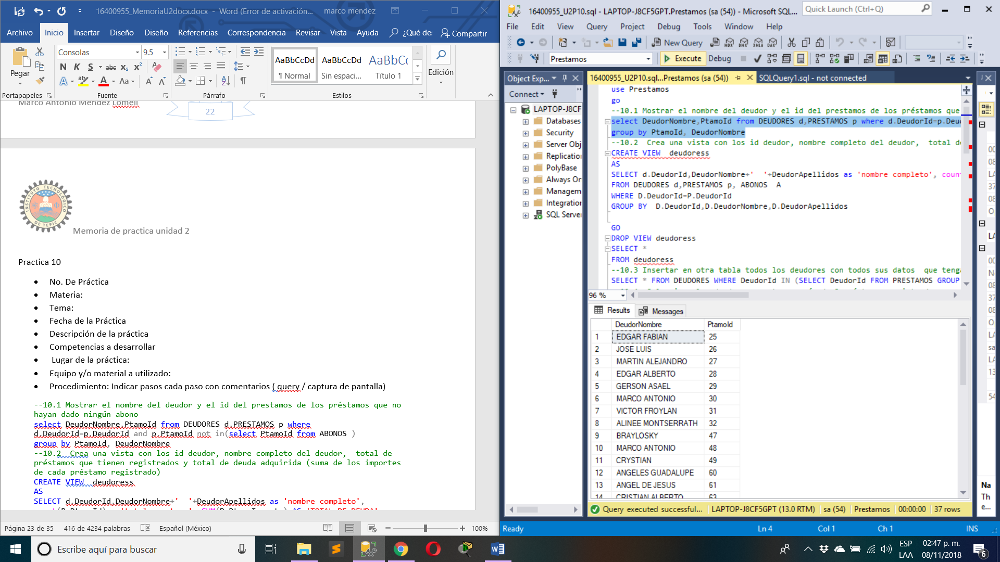 16400955_MemoriaU2docx.docx - Word (Error de activación...
marco mendez
Archivo
Inicio
Insertar
Diseño
Diseño
Referencias
Correspondencia
Revisar
Vista
Ayuda
¿Qué de:
Compartir
Pegar
Consolas
9.5
N K S abc x₂ x²
A ab A Aa A A
AaBbCcDd
¶ Normal
AaBbCcDd
Sin espaci...
AaBbCc
Título 1
Edición
Portapapeles
Fuente
Párrafo
Estilos
Marco Antonio Mendez Lomeli
22
INSTITUTO TECNOLOGICO
DE TEPIC
Memoria de practica unidad 2
Practica 10
• No. De Práctica
• Materia:
• Tema:
• Fecha de la Práctica
• Descripción de la práctica
• Competencias a desarrollar
• Lugar de la práctica:
• Equipo y/o material a utilizado:
• Procedimiento: Indicar pasos cada paso con comentarios ( query / captura de pantalla)
--10.1 Mostrar el nombre del deudor y el id del prestamos de los préstamos que no
hayan dado ningún abono
select DeudorNombre,PtamoId from DEUDORES d,PRESTAMOS p where
d.DeudorId=p.DeudorId and p.PtamoId not in(select PtamoId from ABONOS )
group by PtamoId, DeudorNombre
--10.2  Crea una vista con los id deudor, nombre completo del deudor,  total de
préstamos que tienen registrados y total de deuda adquirida (suma de los importes
de cada préstamo registrado)
CREATE VIEW  deudoress
AS
SELECT d.DeudorId,DeudorNombre+'  '+DeudorApellidos as 'nombre completo',
Página 23 de 35
416 de 4234 palabras
Español (México)
100%
16400955_U2P10.sql - LAPTOP-J8CF5GPT.Prestamos (sa (54)) - Microsoft SQL...
Quick Launch (Ctrl+Q)
File Edit View Query Project Debug Tools Window Help
New Query
MDX DMX XMLA DAX
Prestamos
Execute
Debug
Object Exp...
Connect
LAPTOP-J8CF
Databases
Security
Server Obj
Replication
PolyBase
Always On
Managem
Integration
SQL Server
16400955_U2P10.sql...Prestamos (sa (54))
SQLQuery1.sql - not connected
use Prestamos
go
--10.1 Mostrar el nombre del deudor y el id del prestamos de los préstamos que
select DeudorNombre,PtamoId from DEUDORES d,PRESTAMOS p where d.DeudorId=p.Deu
group by PtamoId, DeudorNombre
--10.2  Crea una vista con los id deudor, nombre completo del deudor,  total de
CREATE VIEW  deudoress
AS
SELECT d.DeudorId,DeudorNombre+'  '+DeudorApellidos as 'nombre completo', coun
FROM DEUDORES d,PRESTAMOS p, ABONOS  A
WHERE D.DeudorId=P.DeudorId
GROUP BY  D.DeudorId,D.DeudorNombre,D.DeudorApellidos
GO
DROP VIEW deudoress
SELECT *
FROM deudoress
--10.3 Insertar en otra tabla todos los deudores con todos sus datos  que teng
SELECT * FROM DEUDORES WHERE DeudorId IN (SELECT DeudorId FROM PRESTAMOS GROUP
96 %
Results
Messages
DeudorNombre PtamoId
1 EDGAR FABIAN 25
2 JOSE LUIS 26
3 MARTIN ALEJANDRO 27
4 EDGAR ALBERTO 28
5 GERSON ASAEL 29
6 MARCO ANTONIO 30
7 VICTOR FROYLAN 31
8 ALINEE MONTSERRATH 32
9 BRAYLOSKY 47
10 MARCO ANTONIO 48
11 CRYSTIAN 49
12 ANGELES GUADALUPE 60
13 ANGEL DE JESUS 61
14 CRISTIAN ALBERTO 63
Query executed successful...
LAPTOP-J8CF5GPT (13.0 RTM)
sa (54)
Prestamos
00:00:00
37 rows
Na
Th
e...
Ready
Ln 4
Col 1
Ch 1
INS
Escribe aquí para buscar
ESP
LAA
02:47 p. m.
08/11/2018
6